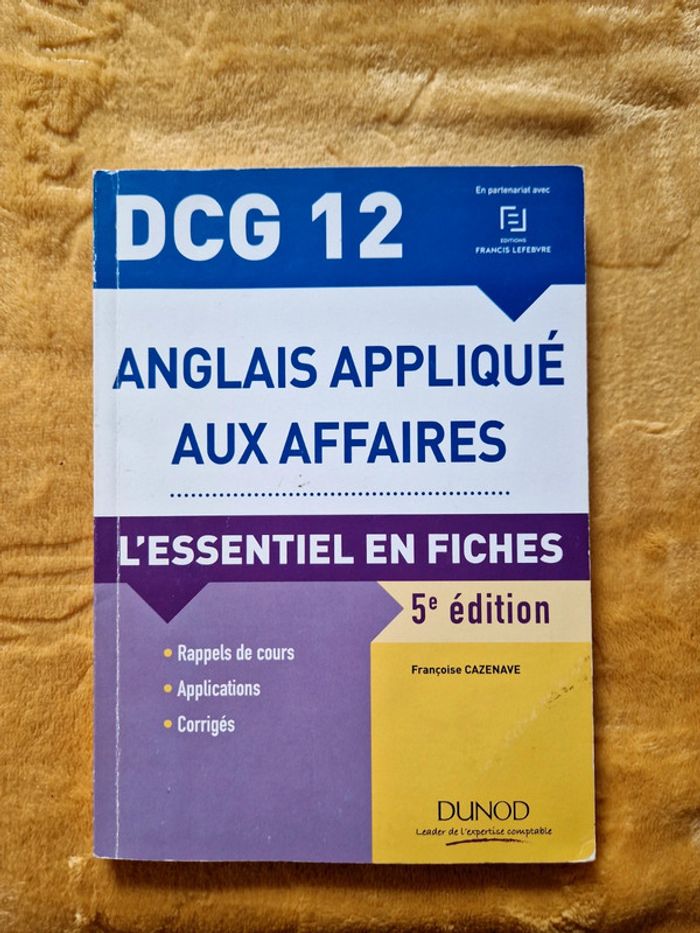 DCG 12
En partenariat avec
EDITIONS
FRANCIS LEFEBVRE
ANGLAIS APPLIQUÉ
AUX AFFAIRES
L'ESSENTIEL EN FICHES
5e édition
• Rappels de cours
• Applications
• Corrigés
Françoise CAZENAVE
DUNOD
Leader de l'expertise comptable